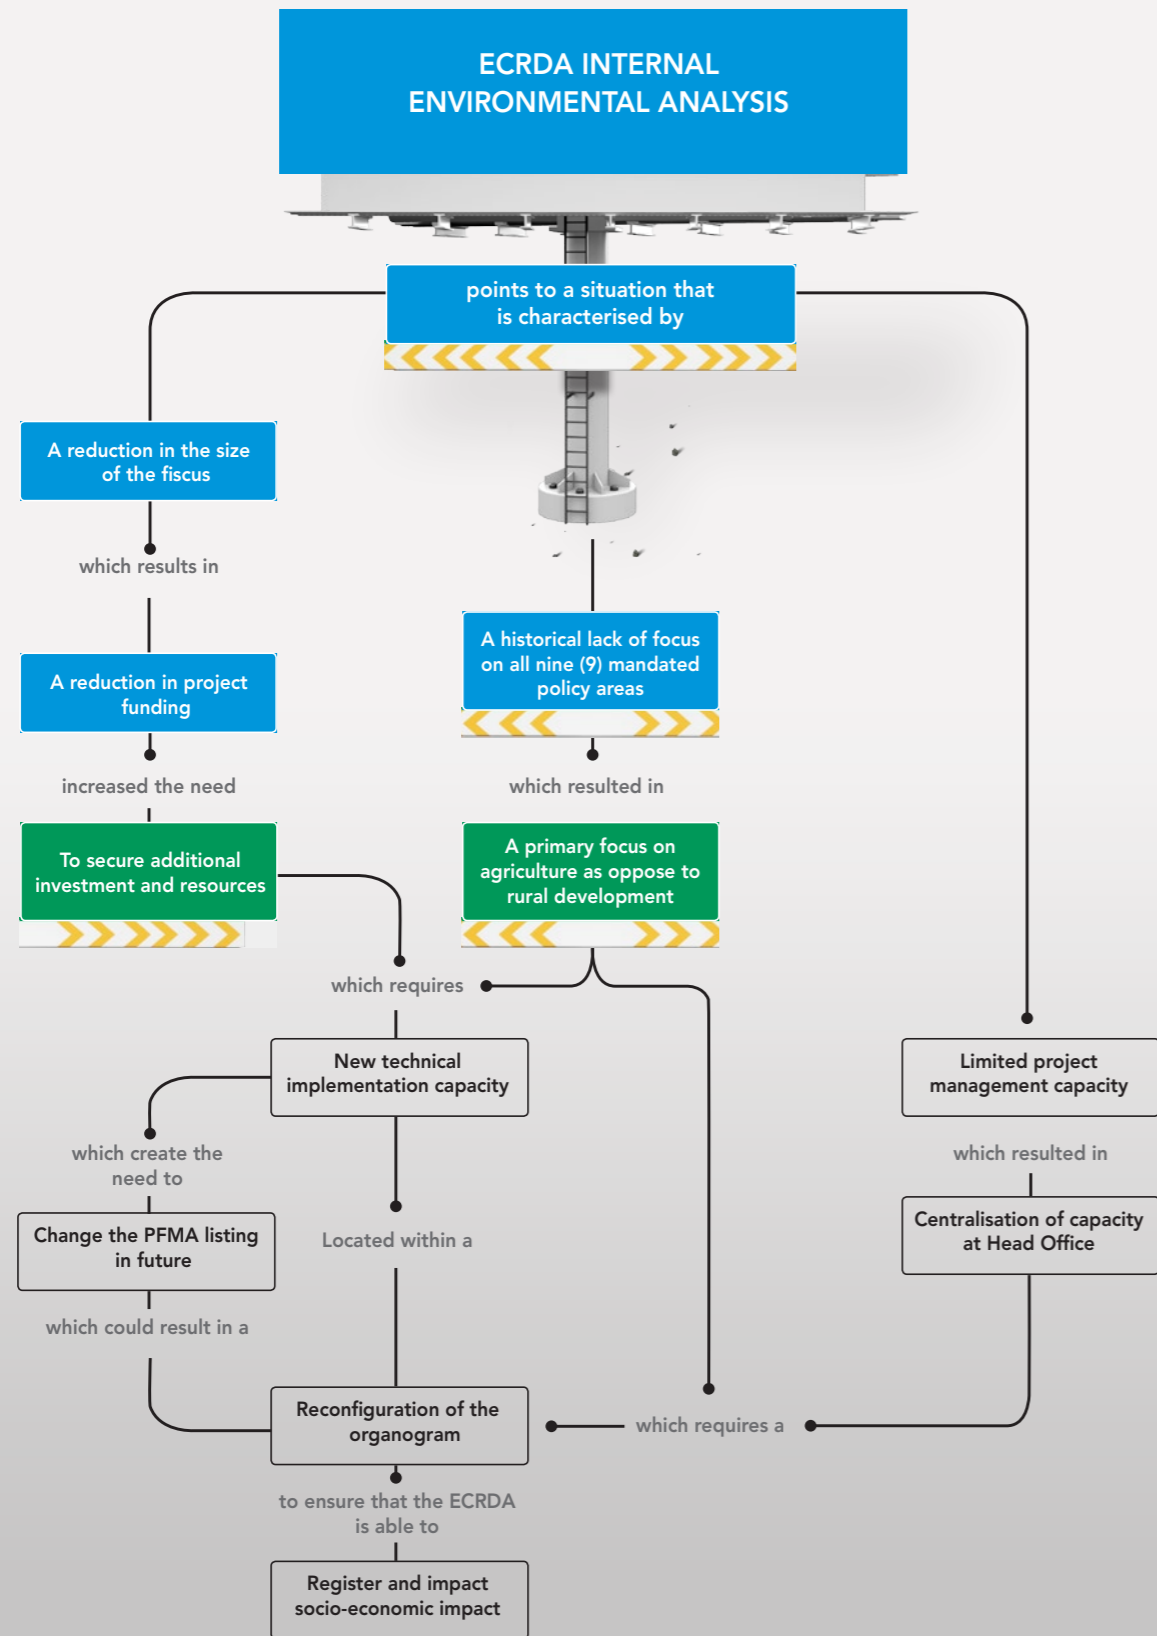 ECRDA INTERNAL
ENVIRONMENTAL ANALYSIS
points to a situation that
is characterised by
A reduction in the size
of the fiscus
which results in
A reduction in project
funding
increased the need
To secure additional
investment and resources
A historical lack of focus
on all nine (9) mandated
policy areas
which resulted in
A primary focus on
agriculture as oppose to
rural development
which requires
New technical
implementation capacity
which create the
need to
Change the PFMA listing
in future
which could result in a
Located within a
Limited project
management capacity
which resulted in
Centralisation of capacity
at Head Office
which requires a
Reconfiguration of the
organogram
to ensure that the ECRDA
is able to
Register and impact
socio-economic impact